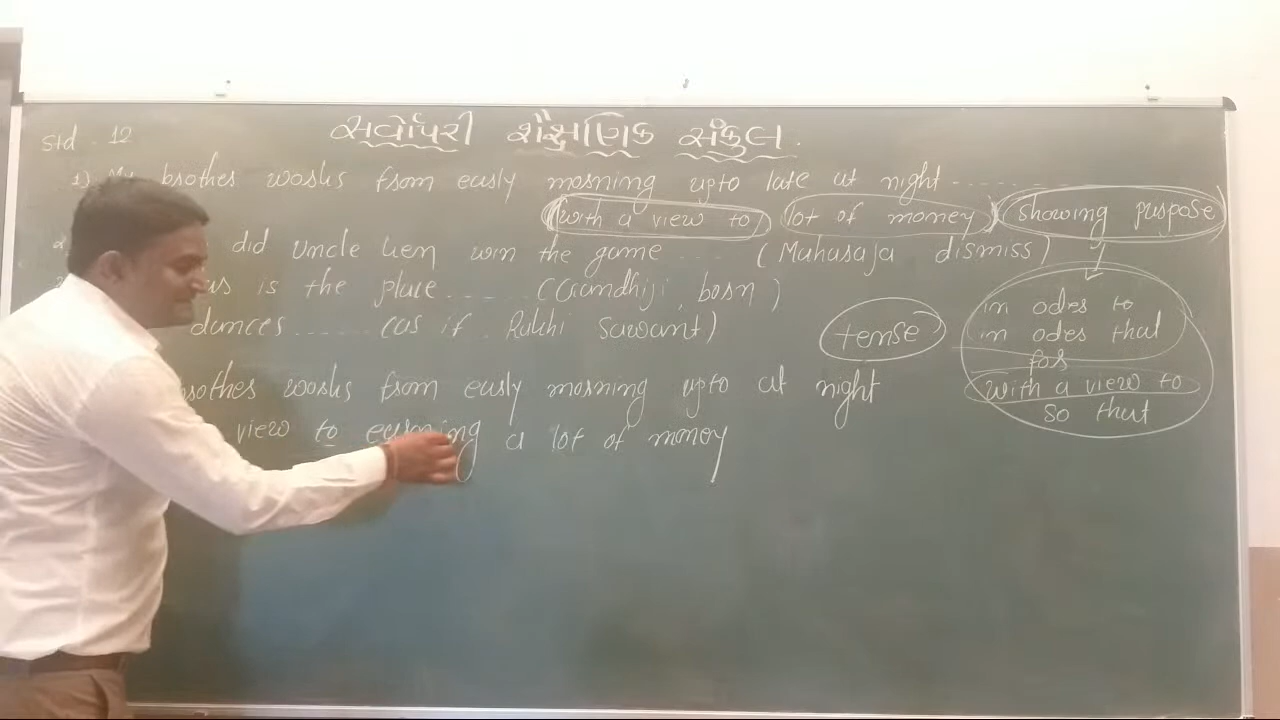 Std. 12
સર્વોપરી શૈક્ષણિક સંકુલ.
1) My brother works from early morning upto late at night ..........
(with a view to) lot of money) (showing purpose)
did Uncle Ken win the game .... (Maharaja dismiss)
is the place ...... (Gandhiji, born)
dances ...... (as if Rakhi Sawant)
tense
in order to
in order that
for
with a view to
so that
brother works from early morning upto at night
view to earning a lot of money